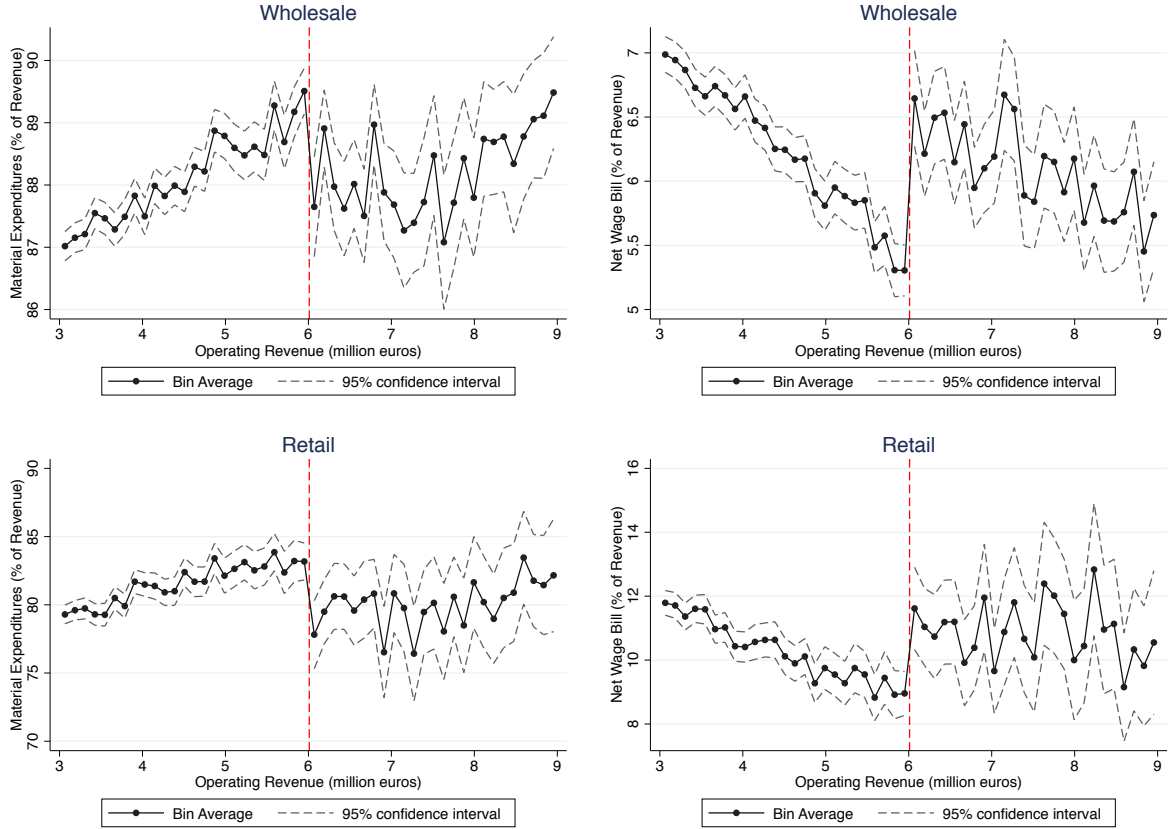 Wholesale
Material Expenditures (% of Revenue)
90
89
88
87
86
3 4 5 6 7 8 9
Operating Revenue (million euros)
Bin Average 95% confidence interval
Wholesale
Net Wage Bill (% of Revenue)
7
6.5
6
5.5
5
3 4 5 6 7 8 9
Operating Revenue (million euros)
Bin Average 95% confidence interval
Retail
Material Expenditures (% of Revenue)
90
85
80
75
70
3 4 5 6 7 8 9
Operating Revenue (million euros)
Bin Average 95% confidence interval
Retail
Net Wage Bill (% of Revenue)
16
14
12
10
8
3 4 5 6 7 8 9
Operating Revenue (million euros)
Bin Average 95% confidence interval